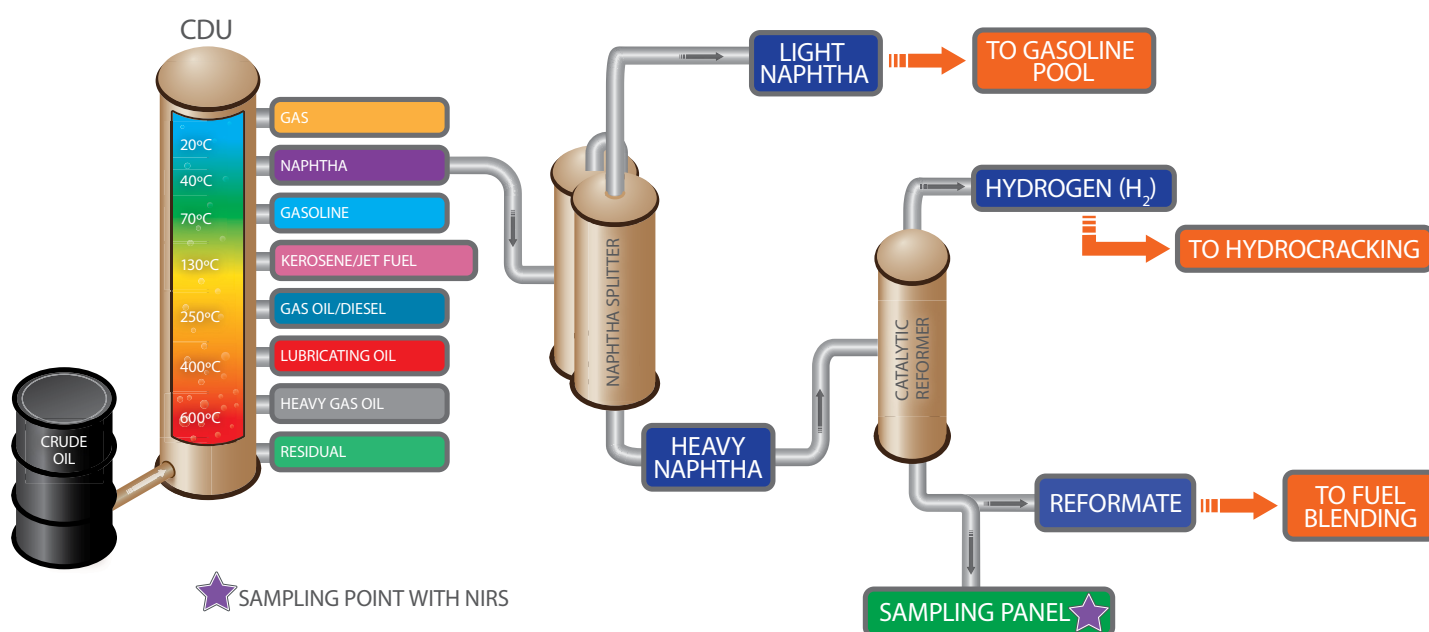 CDU
GAS
20ºC
NAPHTHA
40ºC
GASOLINE
70ºC
KEROSENE/JET FUEL
130ºC
GAS OIL/DIESEL
250ºC
LUBRICATING OIL
400ºC
HEAVY GAS OIL
600ºC
RESIDUAL
CRUDE
OIL
NAPHTHA SPLITTER
LIGHT
NAPHTHA
TO GASOLINE
POOL
HEAVY
NAPHTHA
CATALYTIC
REFORMER
HYDROGEN (H₂)
TO HYDROCRACKING
REFORMATE
TO FUEL
BLENDING
SAMPLING PANEL
SAMPLING POINT WITH NIRS